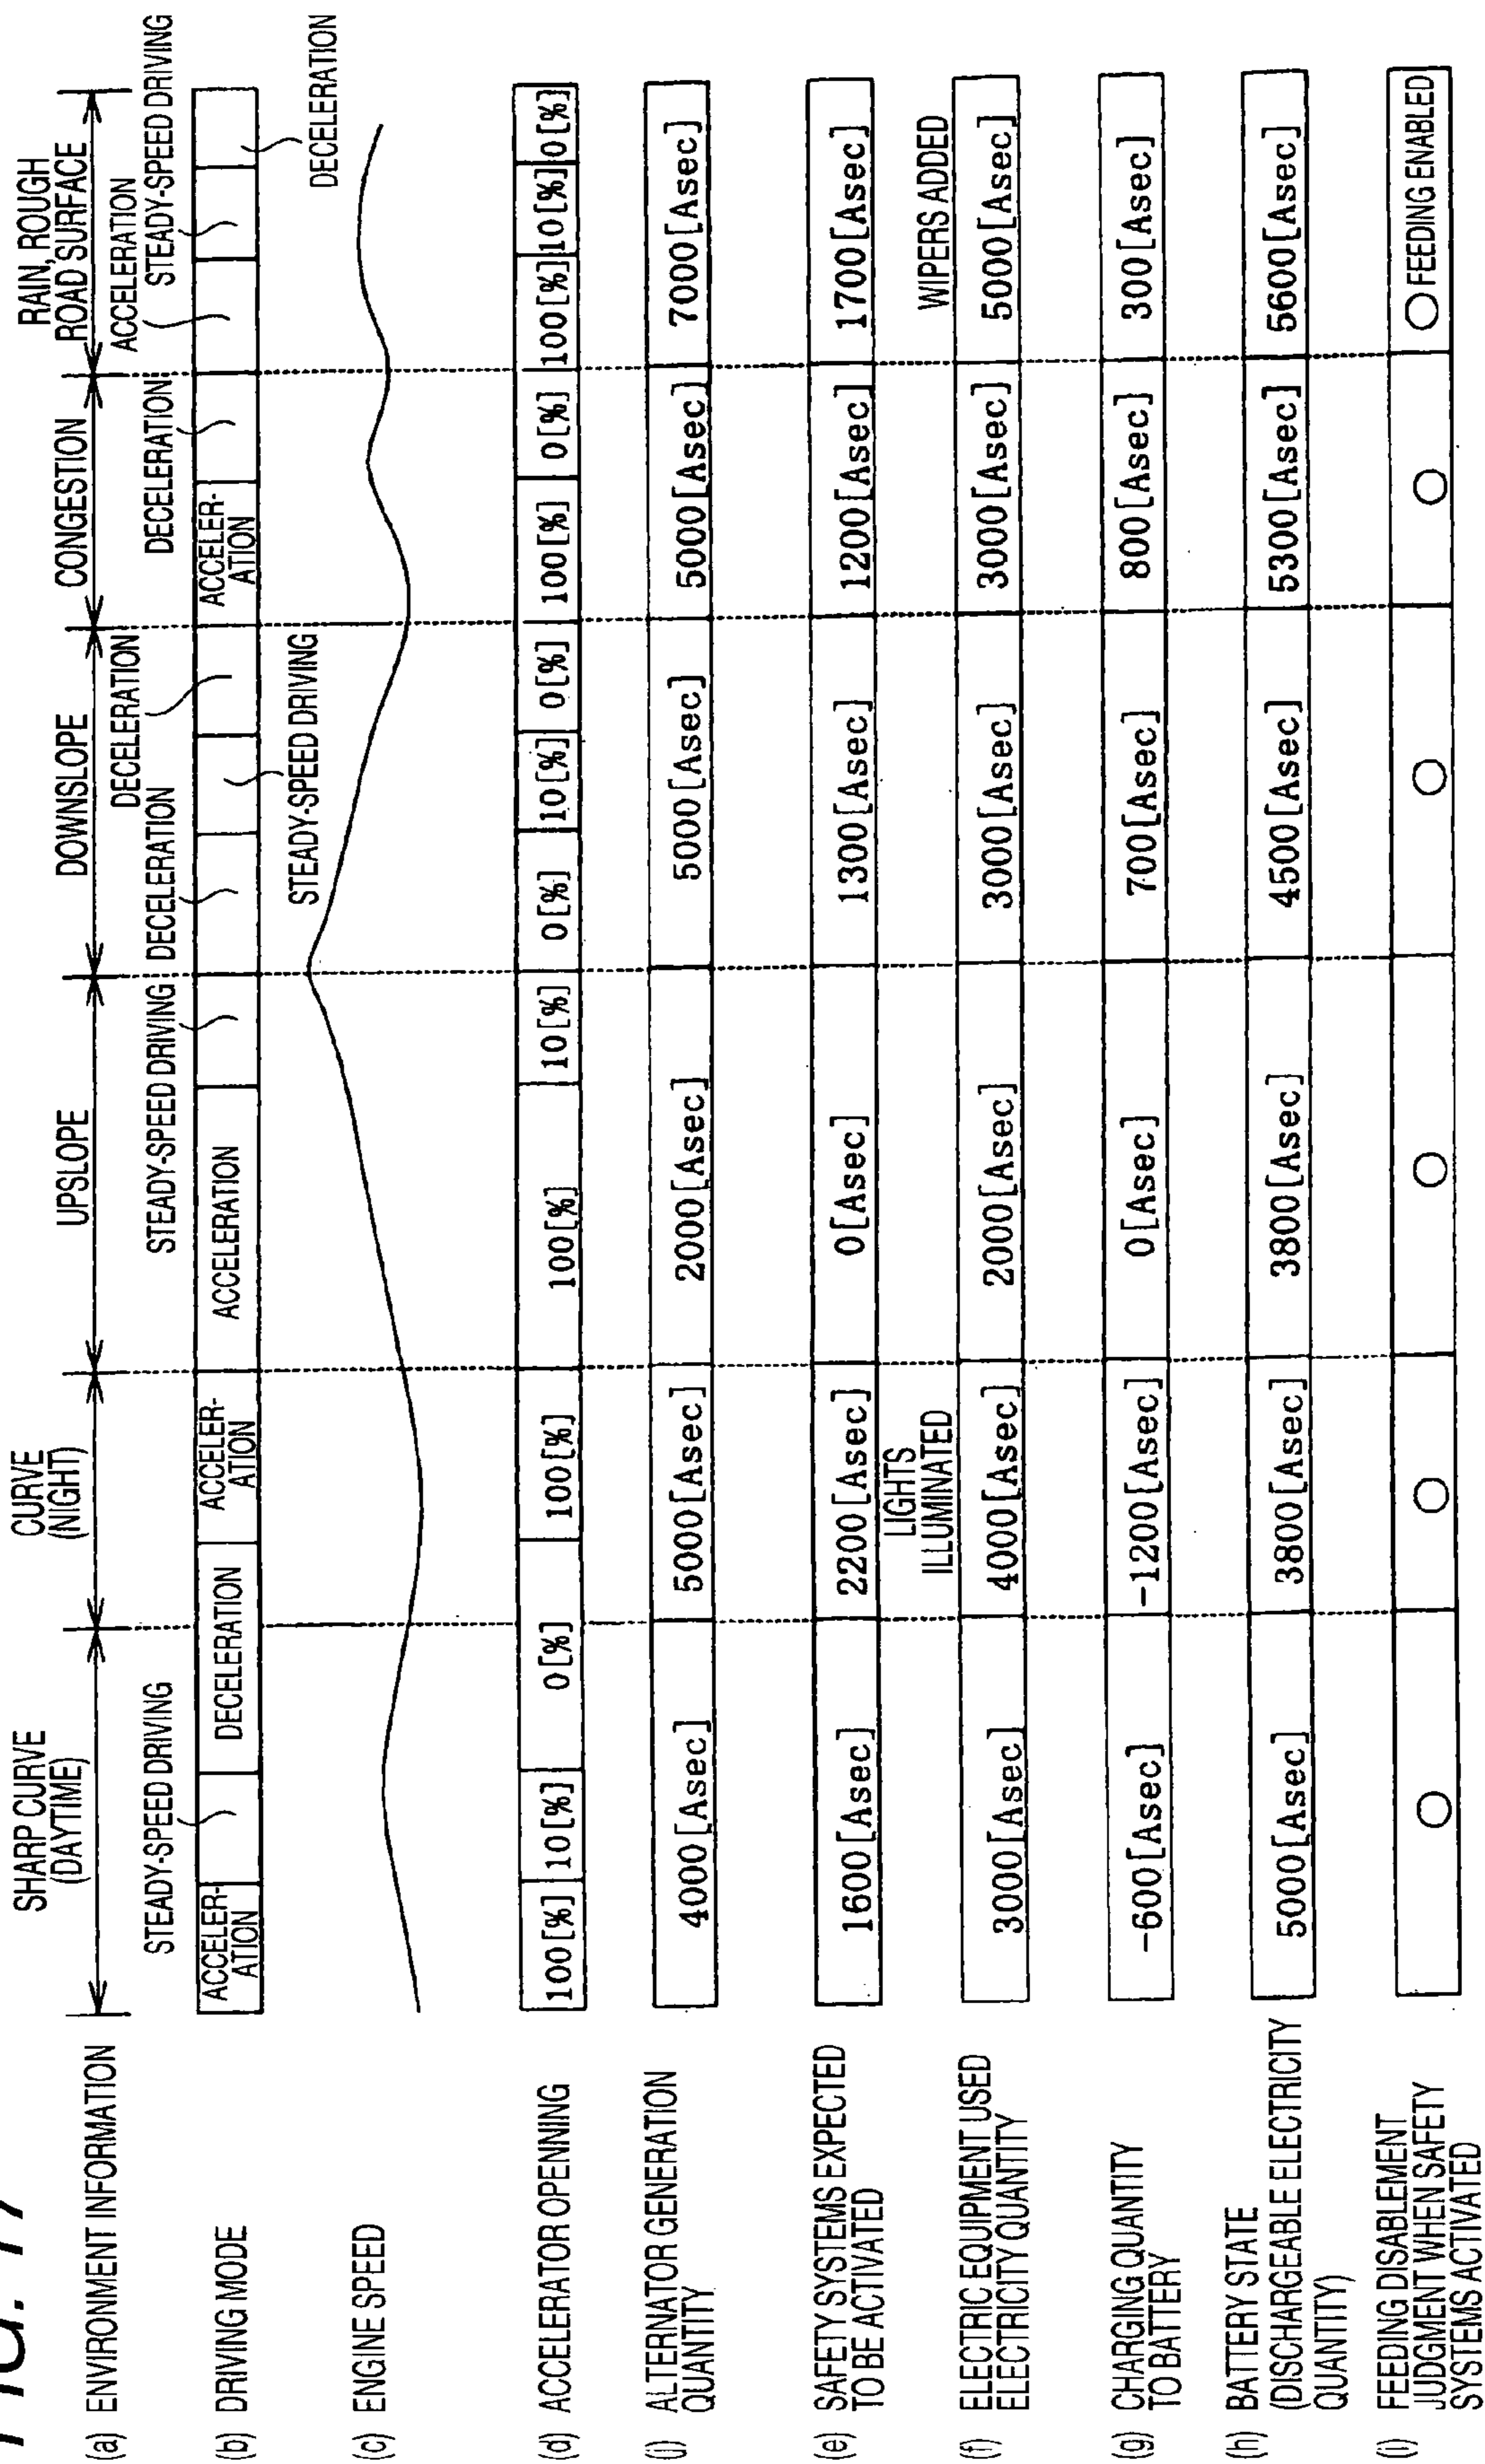 SHARP CURVE
(DAYTIME)
CURVE
(NIGHT)
UPSLOPE
DOWNSLOPE
CONGESTION
RAIN, ROUGH
ROAD SURFACE
(a) ENVIRONMENT INFORMATION
STEADY-SPEED DRIVING
STEADY-SPEED DRIVING
DECELERATION
DECELERATION
DECELERATION
ACCELERATION
STEADY-SPEED DRIVING
(b) DRIVING MODE
ACCELER-
ATION
DECELERATION
ACCELER-
ATION
ACCELERATION
ACCELER-
ATION
STEADY-SPEED DRIVING
DECELERATION
(c) ENGINE SPEED
(d) ACCELERATOR OPENNING
100[%] 10[%] 0[%] 100[%] 100[%] 10[%] 0[%] 10[%] 0[%] 100[%] 0[%] 100[%] 10[%] 0[%]
(j) ALTERNATOR GENERATION
QUANTITY
4000[Asec] 5000[Asec] 2000[Asec] 5000[Asec] 5000[Asec] 7000[Asec]
(e) SAFETY SYSTEMS EXPECTED
TO BE ACTIVATED
1600[Asec] 2200[Asec] 0[Asec] 1300[Asec] 1200[Asec] 1700[Asec]
LIGHTS
ILLUMINATED
WIPERS ADDED
(f) ELECTRIC EQUIPMENT USED
ELECTRICITY QUANTITY
3000[Asec] 4000[Asec] 2000[Asec] 3000[Asec] 3000[Asec] 5000[Asec]
(g) CHARGING QUANTITY
TO BATTERY
-600[Asec] -1200[Asec] 0[Asec] 700[Asec] 800[Asec] 300[Asec]
(h) BATTERY STATE
(DISCHARGEABLE ELECTRICITY
QUANTITY)
5000[Asec] 3800[Asec] 3800[Asec] 4500[Asec] 5300[Asec] 5600[Asec]
(i) FEEDING DISABLEMENT
JUDGMENT WHEN SAFETY
SYSTEMS ACTIVATED
○ ○ ○ ○ ○ ○ FEEDING ENABLED